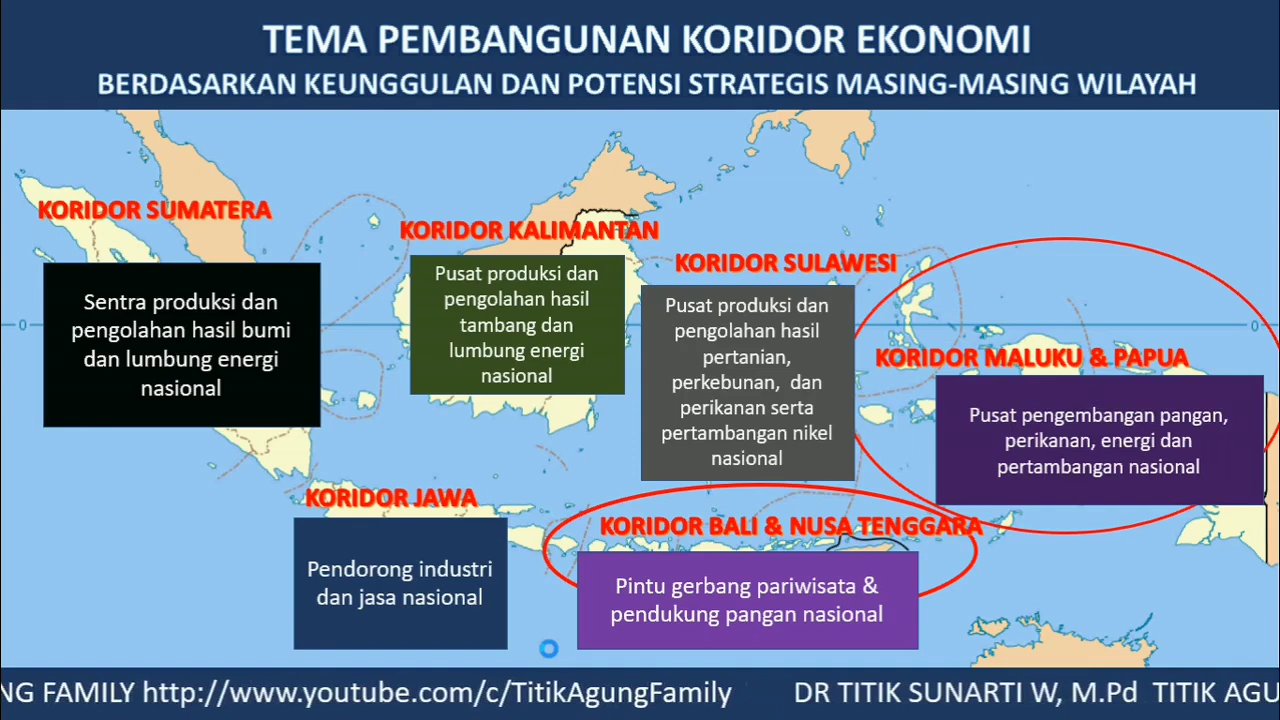 TEMA PEMBANGUNAN KORIDOR EKONOMI
BERDASARKAN KEUNGGULAN DAN POTENSI STRATEGIS MASING-MASING WILAYAH
KORIDOR SUMATERA
Sentra produksi dan
pengolahan hasil bumi
dan lumbung energi
nasional
KORIDOR KALIMANTAN
Pusat produksi dan
pengolahan hasil
tambang dan
lumbung energi
nasional
KORIDOR SULAWESI
Pusat produksi dan
pengolahan hasil
pertanian,
perkebunan, dan
perikanan serta
pertambangan nikel
nasional
0
0
KORIDOR MALUKU & PAPUA
Pusat pengembangan pangan,
perikanan, energi dan
pertambangan nasional
KORIDOR JAWA
Pendorong industri
dan jasa nasional
KORIDOR BALI & NUSA TENGGARA
Pintu gerbang pariwisata &
pendukung pangan nasional
NG FAMILY http://www.youtube.com/c/TitikAgungFamily DR TITIK SUNARTI W, M.Pd TITIK AGU